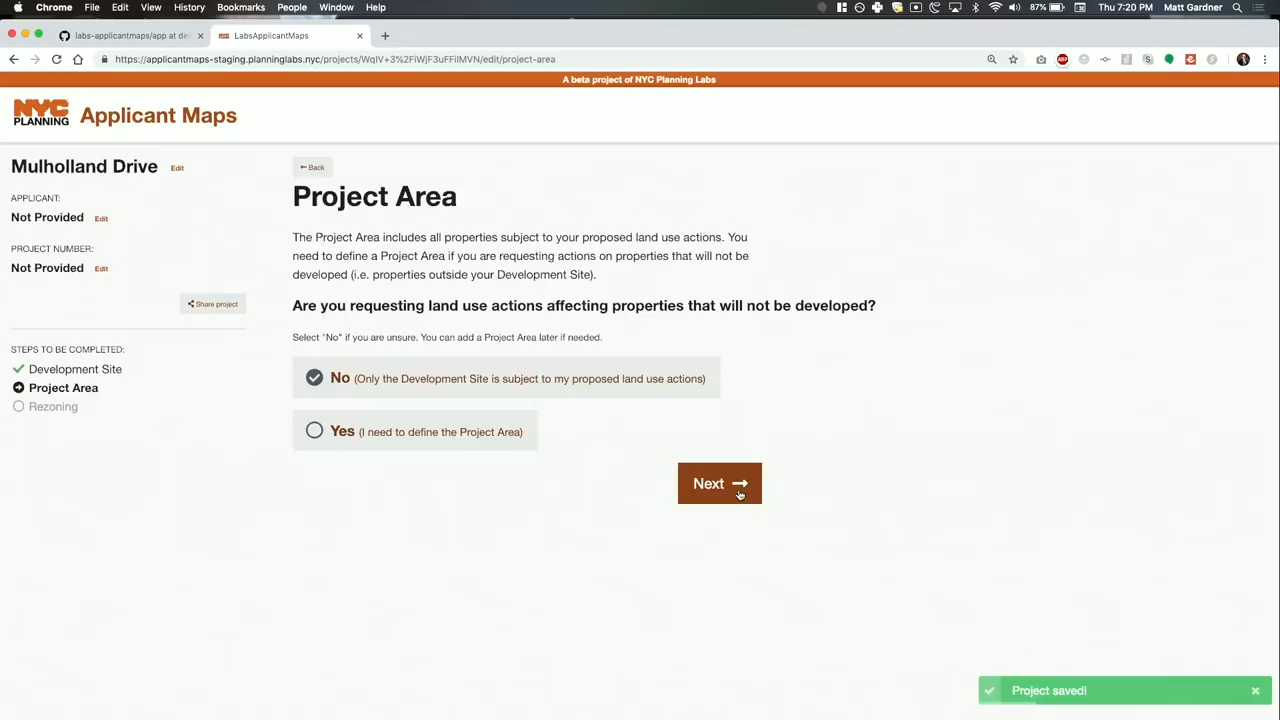 Chrome File Edit View History Bookmarks People Window Help 87% Thu 7:20 PM Matt Gardner
labs-applicantmaps/app at de LabsApplicantMaps
https://applicantmaps-staging.planninglabs.nyc/projects/
A beta project of NYC Planning Labs
NYC PLANNING Applicant Maps
Mulholland Drive Edit
APPLICANT:
Not Provided Edit
PROJECT NUMBER:
Not Provided Edit
Share project
STEPS TO BE COMPLETED:
Development Site
Project Area
Rezoning
Back
Project Area
The Project Area includes all properties subject to your proposed land use actions. You
need to define a Project Area if you are requesting actions on properties that will not be
developed (i.e. properties outside your Development Site).
Are you requesting land use actions affecting properties that will not be developed?
Select "No" if you are unsure. You can add a Project Area later if needed.
No (Only the Development Site is subject to my proposed land use actions)
Yes (I need to define the Project Area)
Next
Project saved!